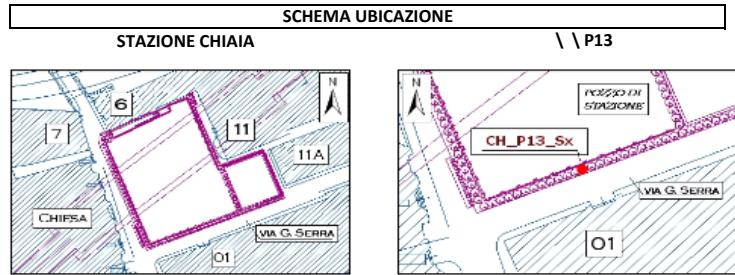 SCHEMA UBICAZIONE
STAZIONE CHIAIA
\ \ P13
N
6
7
11
11A
CHIESA
VIA G. SERRA
O1
N
POZZO DI
STAZIONE
CH_P13_Sx
VIA G. SERRA
O1